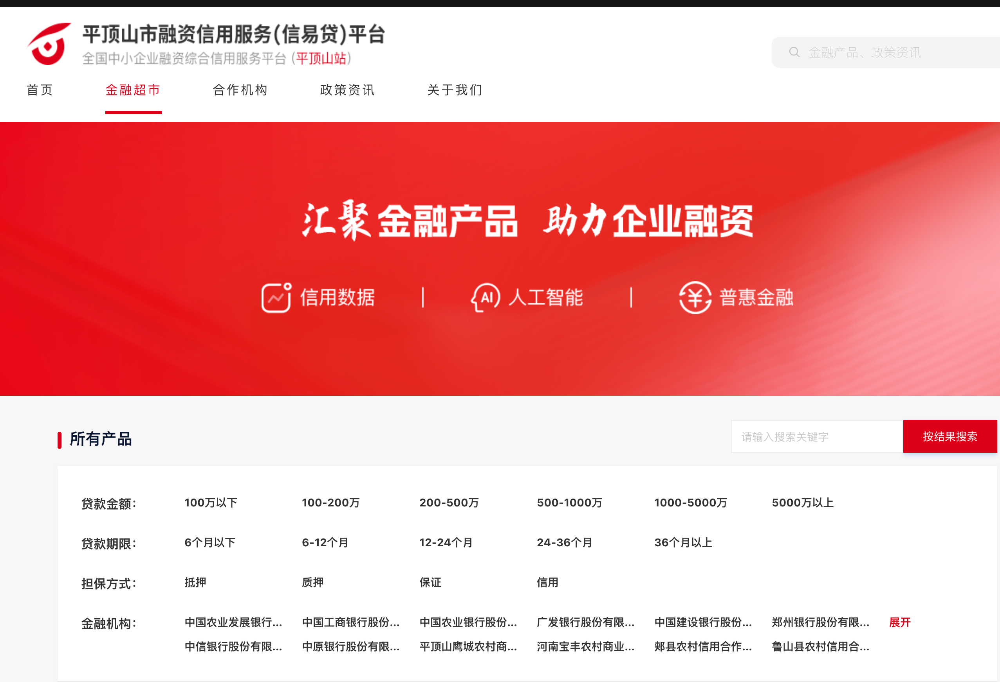 平顶山市融资信用服务(信易贷)平台
全国中小企业融资综合信用服务平台 (平顶山站)
金融产品、政策资讯
首页 金融超市 合作机构 政策资讯 关于我们
汇聚金融产品 助力企业融资
信用数据 | AI 人工智能 | 普惠金融
所有产品 请输入搜索关键字 按结果搜索
贷款金额： 100万以下 100-200万 200-500万 500-1000万 1000-5000万 5000万以上
贷款期限： 6个月以下 6-12个月 12-24个月 24-36个月 36个月以上
担保方式： 抵押 质押 保证 信用
金融机构： 中国农业发展银行... 中国工商银行股份... 中国农业银行股份... 广发银行股份有限... 中国建设银行股份... 郑州银行股份有限... 展开
中信银行股份有限... 中原银行股份有限... 平顶山鹰城农村商... 河南宝丰农村商业... 郏县农村信用合作... 鲁山县农村信用合...